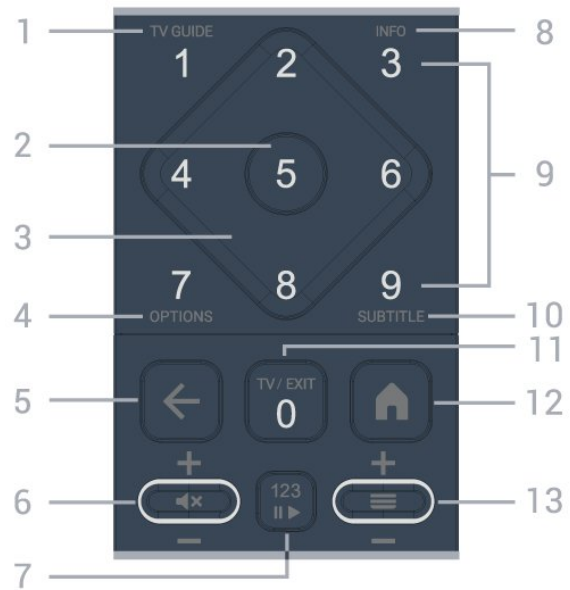 1 TV GUIDE INFO 8
1 2 3
2 9
4 5 6
3
7 8 9
4 OPTIONS SUBTITLE 10
11
5 TV / EXIT 12
0
+ +
6 123 13
− −
7